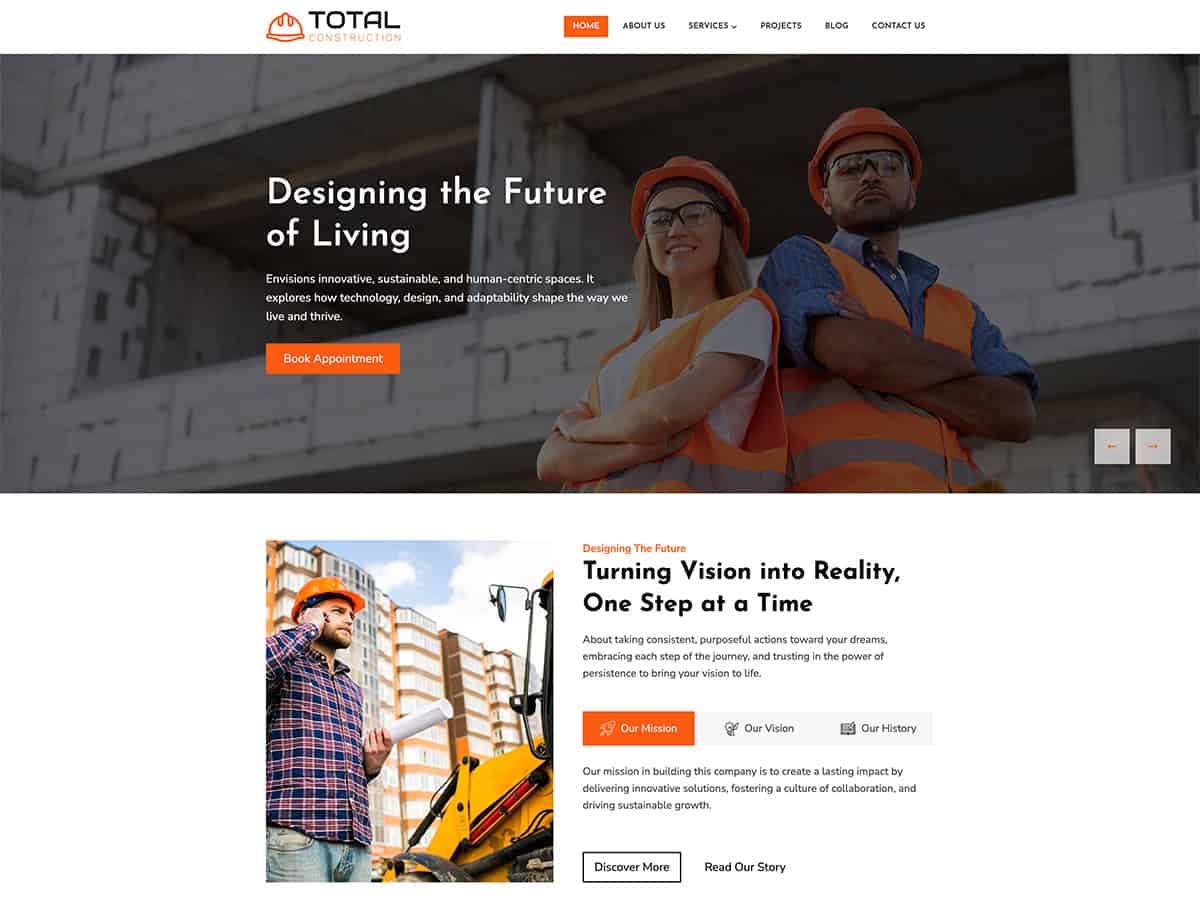 TOTAL
CONSTRUCTION
HOME ABOUT US SERVICES PROJECTS BLOG CONTACT US
Designing the Future
of Living
Envisions innovative, sustainable, and human-centric spaces. It
explores how technology, design, and adaptability shape the way we
live and thrive.
Book Appointment
← →
Designing The Future
Turning Vision into Reality,
One Step at a Time
About taking consistent, purposeful actions toward your dreams,
embracing each step of the journey, and trusting in the power of
persistence to bring your vision to life.
Our Mission Our Vision Our History
Our mission in building this company is to create a lasting impact by
delivering innovative solutions, fostering a culture of collaboration, and
driving sustainable growth.
Discover More Read Our Story